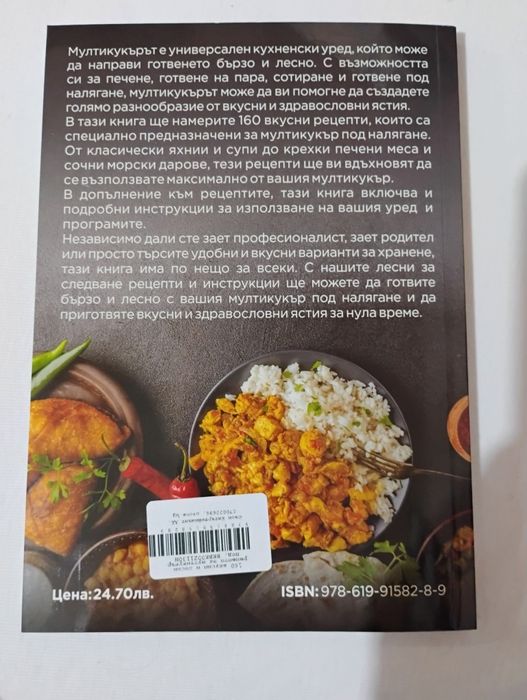 Мултикукърът е универсален кухненски уред, който може
да направи готвенето бързо и лесно. С възможността
си за печене, готвене на пара, сотиране и готвене под
налягане, мултикукърът може да ви помогне да създадете
голямо разнообразие от вкусни и здравословни ястия.
В тази книга ще намерите 160 вкусни рецепти, които са
специално предназначени за мултикукър под налягане.
От класически яхнии и супи до крехки печени меса и
сочни морски дарове, тези рецепти ще ви вдъхновят да
се възползвате максимално от вашия мултикукър.
В допълнение към рецептите, тази книга включва и
подробни инструкции за използване на вашия уред и
програмите.
Независимо дали сте зает професионалист, зает родител
или просто търсите удобни и вкусни варианти за хранене,
тази книга има по нещо за всеки. С нашите лесни за
следване рецепти и инструкции ще можете да готвите
бързо и лесно с вашия мултикукър под налягане и да
приготвяте вкусни и здравословни ястия за нула време.
160 вкусни и лесни
рецепти за мултикукър
Цена:24.70лв.
ISBN: 978-619-91582-8-9